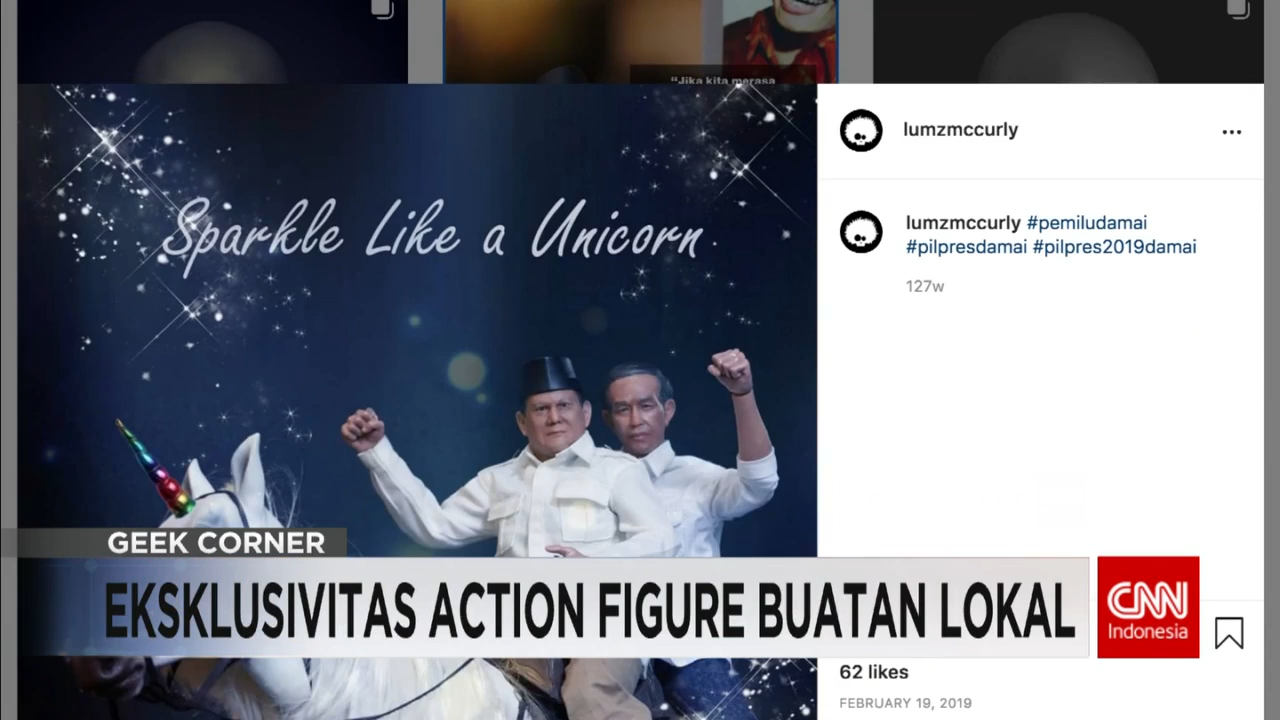 "Jika kita merasa
Sparkle Like a Unicorn
lumzmccurly
lumzmccurly #pemiludamai
#pilpresdamai #pilpres2019damai
127w
GEEK CORNER
EKSKLUSIVITAS ACTION FIGURE BUATAN LOKAL
CNN
Indonesia
62 likes
FEBRUARY 19, 2019